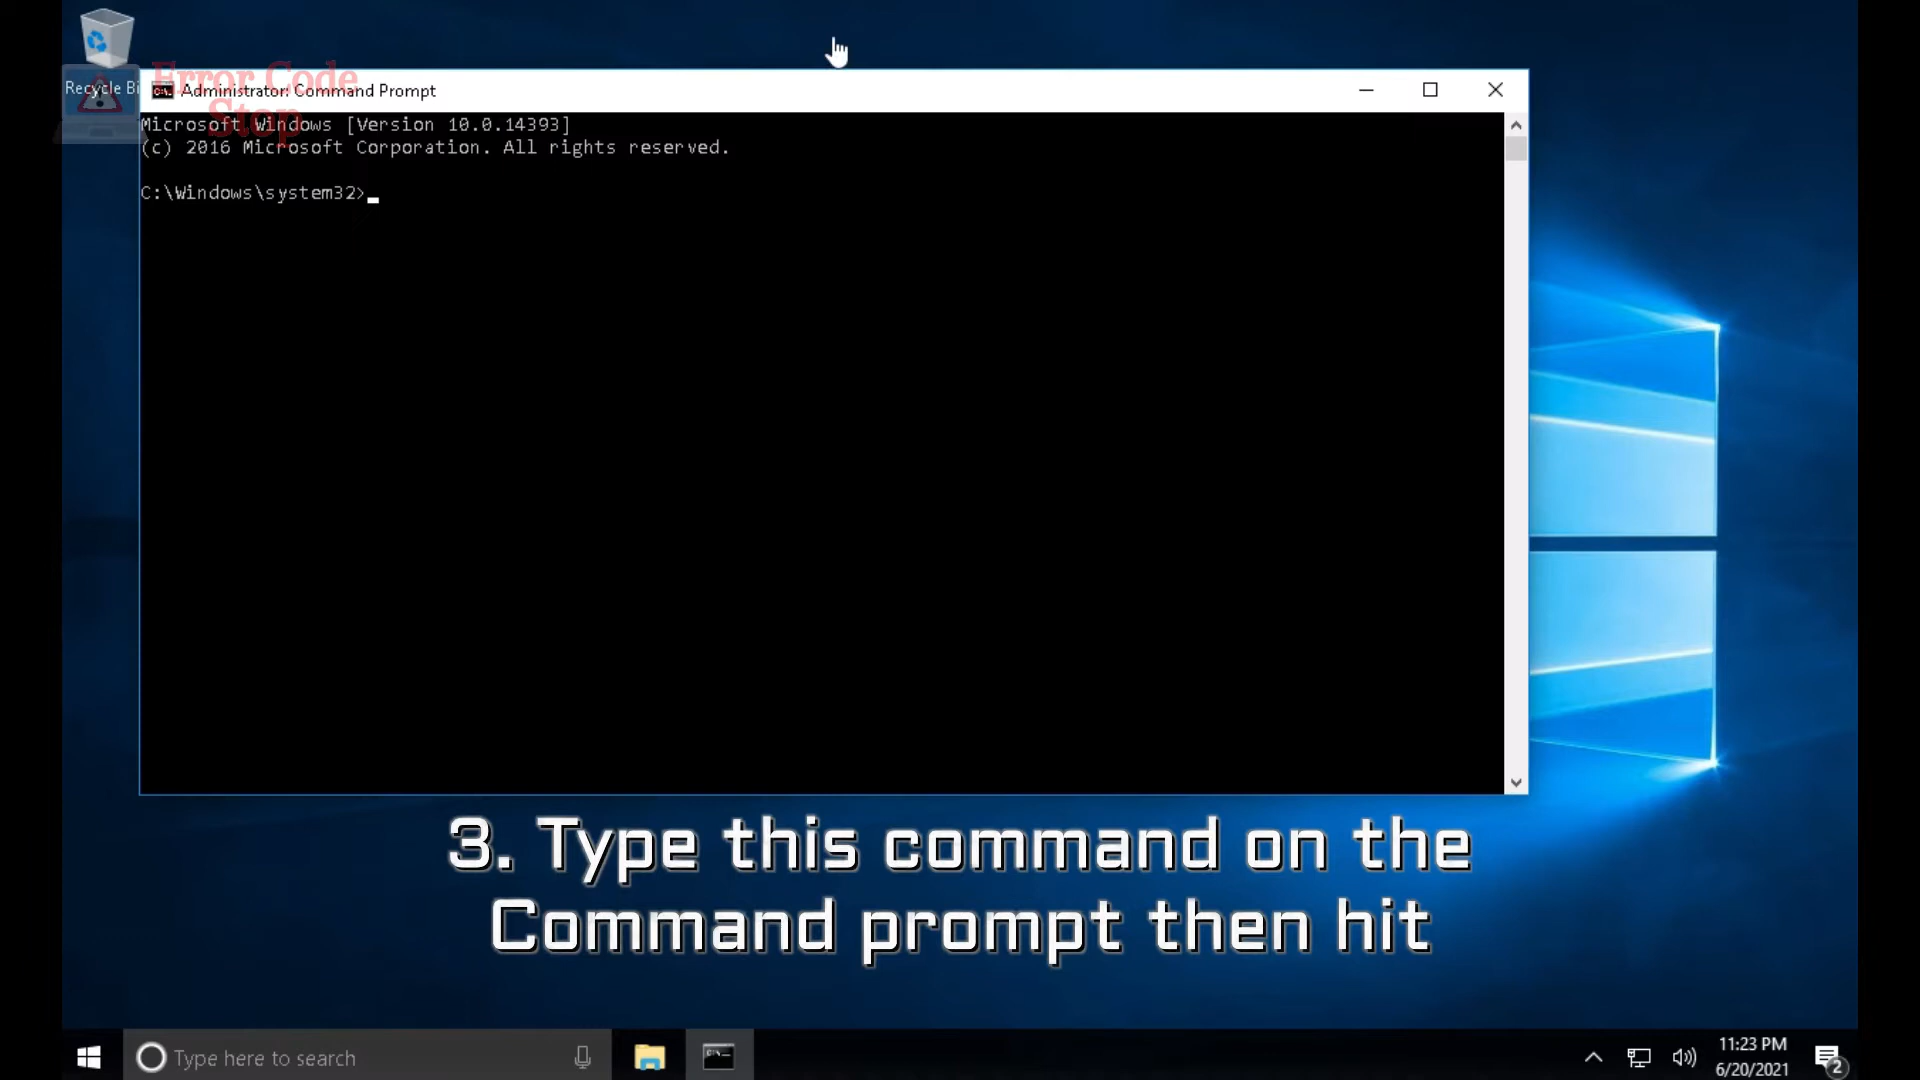 Recycle Bi
Error Code
Stop
Administrator: Command Prompt
Microsoft Windows [Version 10.0.14393]
(c) 2016 Microsoft Corporation. All rights reserved.
C:\Windows\system32>
3. Type this command on the
Command prompt then hit
Type here to search
11:23 PM
6/20/2021
2